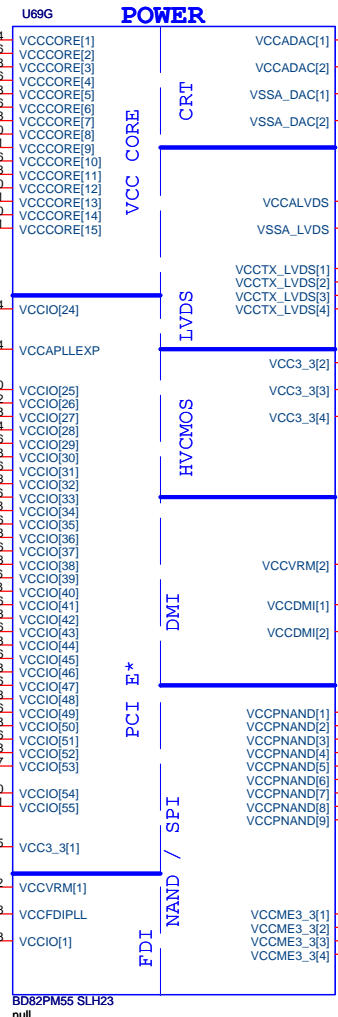 U69G
POWER
VCCCORE[1]
VCCCORE[2]
VCCCORE[3]
VCCCORE[4]
VCCCORE[5]
VCCCORE[6]
VCCCORE[7]
VCCCORE[8]
VCCCORE[9]
VCCCORE[10]
VCCCORE[11]
VCCCORE[12]
VCCCORE[13]
VCCCORE[14]
VCCCORE[15]
VCC CORE
VCCIO[24]
VCCAPLLEXP
VCCIO[25]
VCCIO[26]
VCCIO[27]
VCCIO[28]
VCCIO[29]
VCCIO[30]
VCCIO[31]
VCCIO[32]
VCCIO[33]
VCCIO[34]
VCCIO[35]
VCCIO[36]
VCCIO[37]
VCCIO[38]
VCCIO[39]
VCCIO[40]
VCCIO[41]
VCCIO[42]
VCCIO[43]
VCCIO[44]
VCCIO[45]
VCCIO[46]
VCCIO[47]
VCCIO[48]
VCCIO[49]
VCCIO[50]
VCCIO[51]
VCCIO[52]
VCCIO[53]
VCCIO[54]
VCCIO[55]
VCC3_3[1]
PCI E*
VCCVRM[1]
VCCFDIPLL
VCCIO[1]
FDI
CRT
VCCADAC[1]
VCCADAC[2]
VSSA_DAC[1]
VSSA_DAC[2]
LVDS
VCCALVDS
VSSA_LVDS
VCCTX_LVDS[1]
VCCTX_LVDS[2]
VCCTX_LVDS[3]
VCCTX_LVDS[4]
HVCMOS
VCC3_3[2]
VCC3_3[3]
VCC3_3[4]
DMI
VCCVRM[2]
VCCDMI[1]
VCCDMI[2]
NAND / SPI
VCCPNAND[1]
VCCPNAND[2]
VCCPNAND[3]
VCCPNAND[4]
VCCPNAND[5]
VCCPNAND[6]
VCCPNAND[7]
VCCPNAND[8]
VCCPNAND[9]
VCCME3_3[1]
VCCME3_3[2]
VCCME3_3[3]
VCCME3_3[4]
BD82PM55 SLH23
null